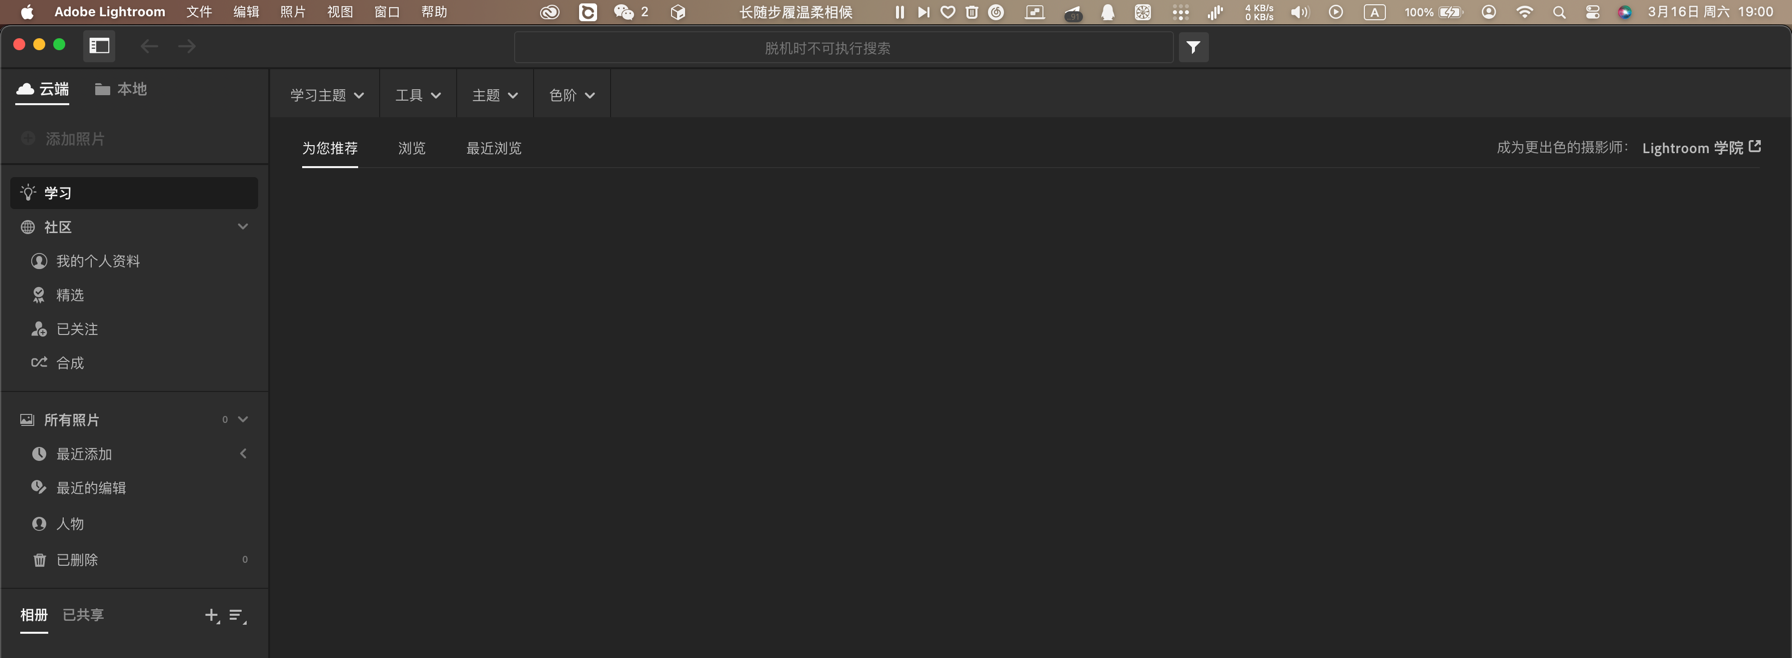 Adobe Lightroom 文件 编辑 照片 视图 窗口 帮助 2 长随步履温柔相候 4 KB/s 0 KB/s A 100% 3月16日 周六 19:00
脱机时不可执行搜索
云端 本地
添加照片
学习主题 工具 主题 色阶
为您推荐 浏览 最近浏览
成为更出色的摄影师： Lightroom 学院
学习
社区
我的个人资料
精选
已关注
合成
所有照片 0
最近添加
最近的编辑
人物
已删除 0
相册 已共享